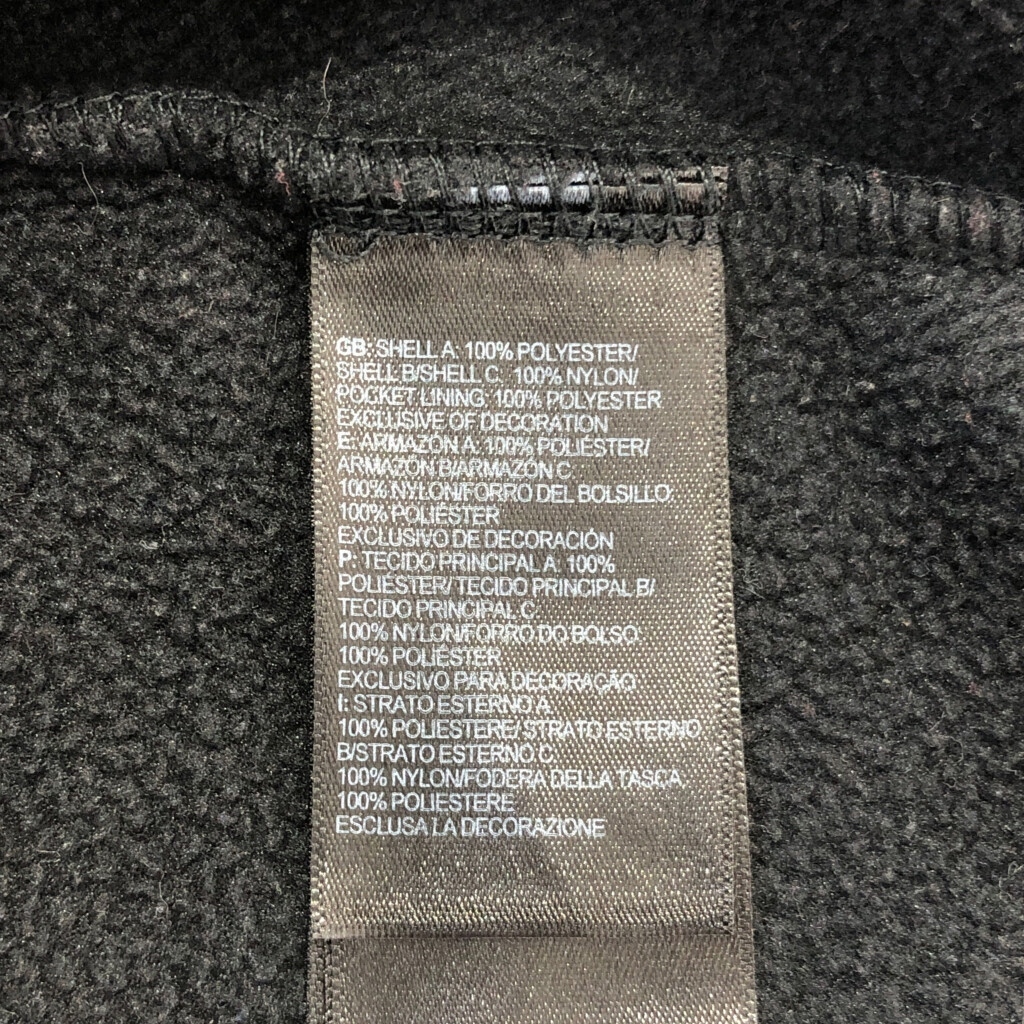 GB: SHELL A: 100% POLYESTER/
SHELL B/SHELL C: 100% NYLON/
POCKET LINING: 100% POLYESTER
EXCLUSIVE OF DECORATION
E: ARMAZÓN A: 100% POLIÉSTER/
ARMAZÓN B/ARMAZÓN C:
100% NYLON/FORRO DEL BOLSILLO:
100% POLIÉSTER
EXCLUSIVO DE DECORACIÓN
P: TECIDO PRINCIPAL A: 100%
POLIÉSTER/ TECIDO PRINCIPAL B/
TECIDO PRINCIPAL C:
100% NYLON/FORRO DO BOLSO:
100% POLIÉSTER
EXCLUSIVO PARA DECORAÇÃO
I: STRATO ESTERNO A:
100% POLIESTERE/ STRATO ESTERNO
B/STRATO ESTERNO C:
100% NYLON/FODERA DELLA TASCA:
100% POLIESTERE
ESCLUSA LA DECORAZIONE